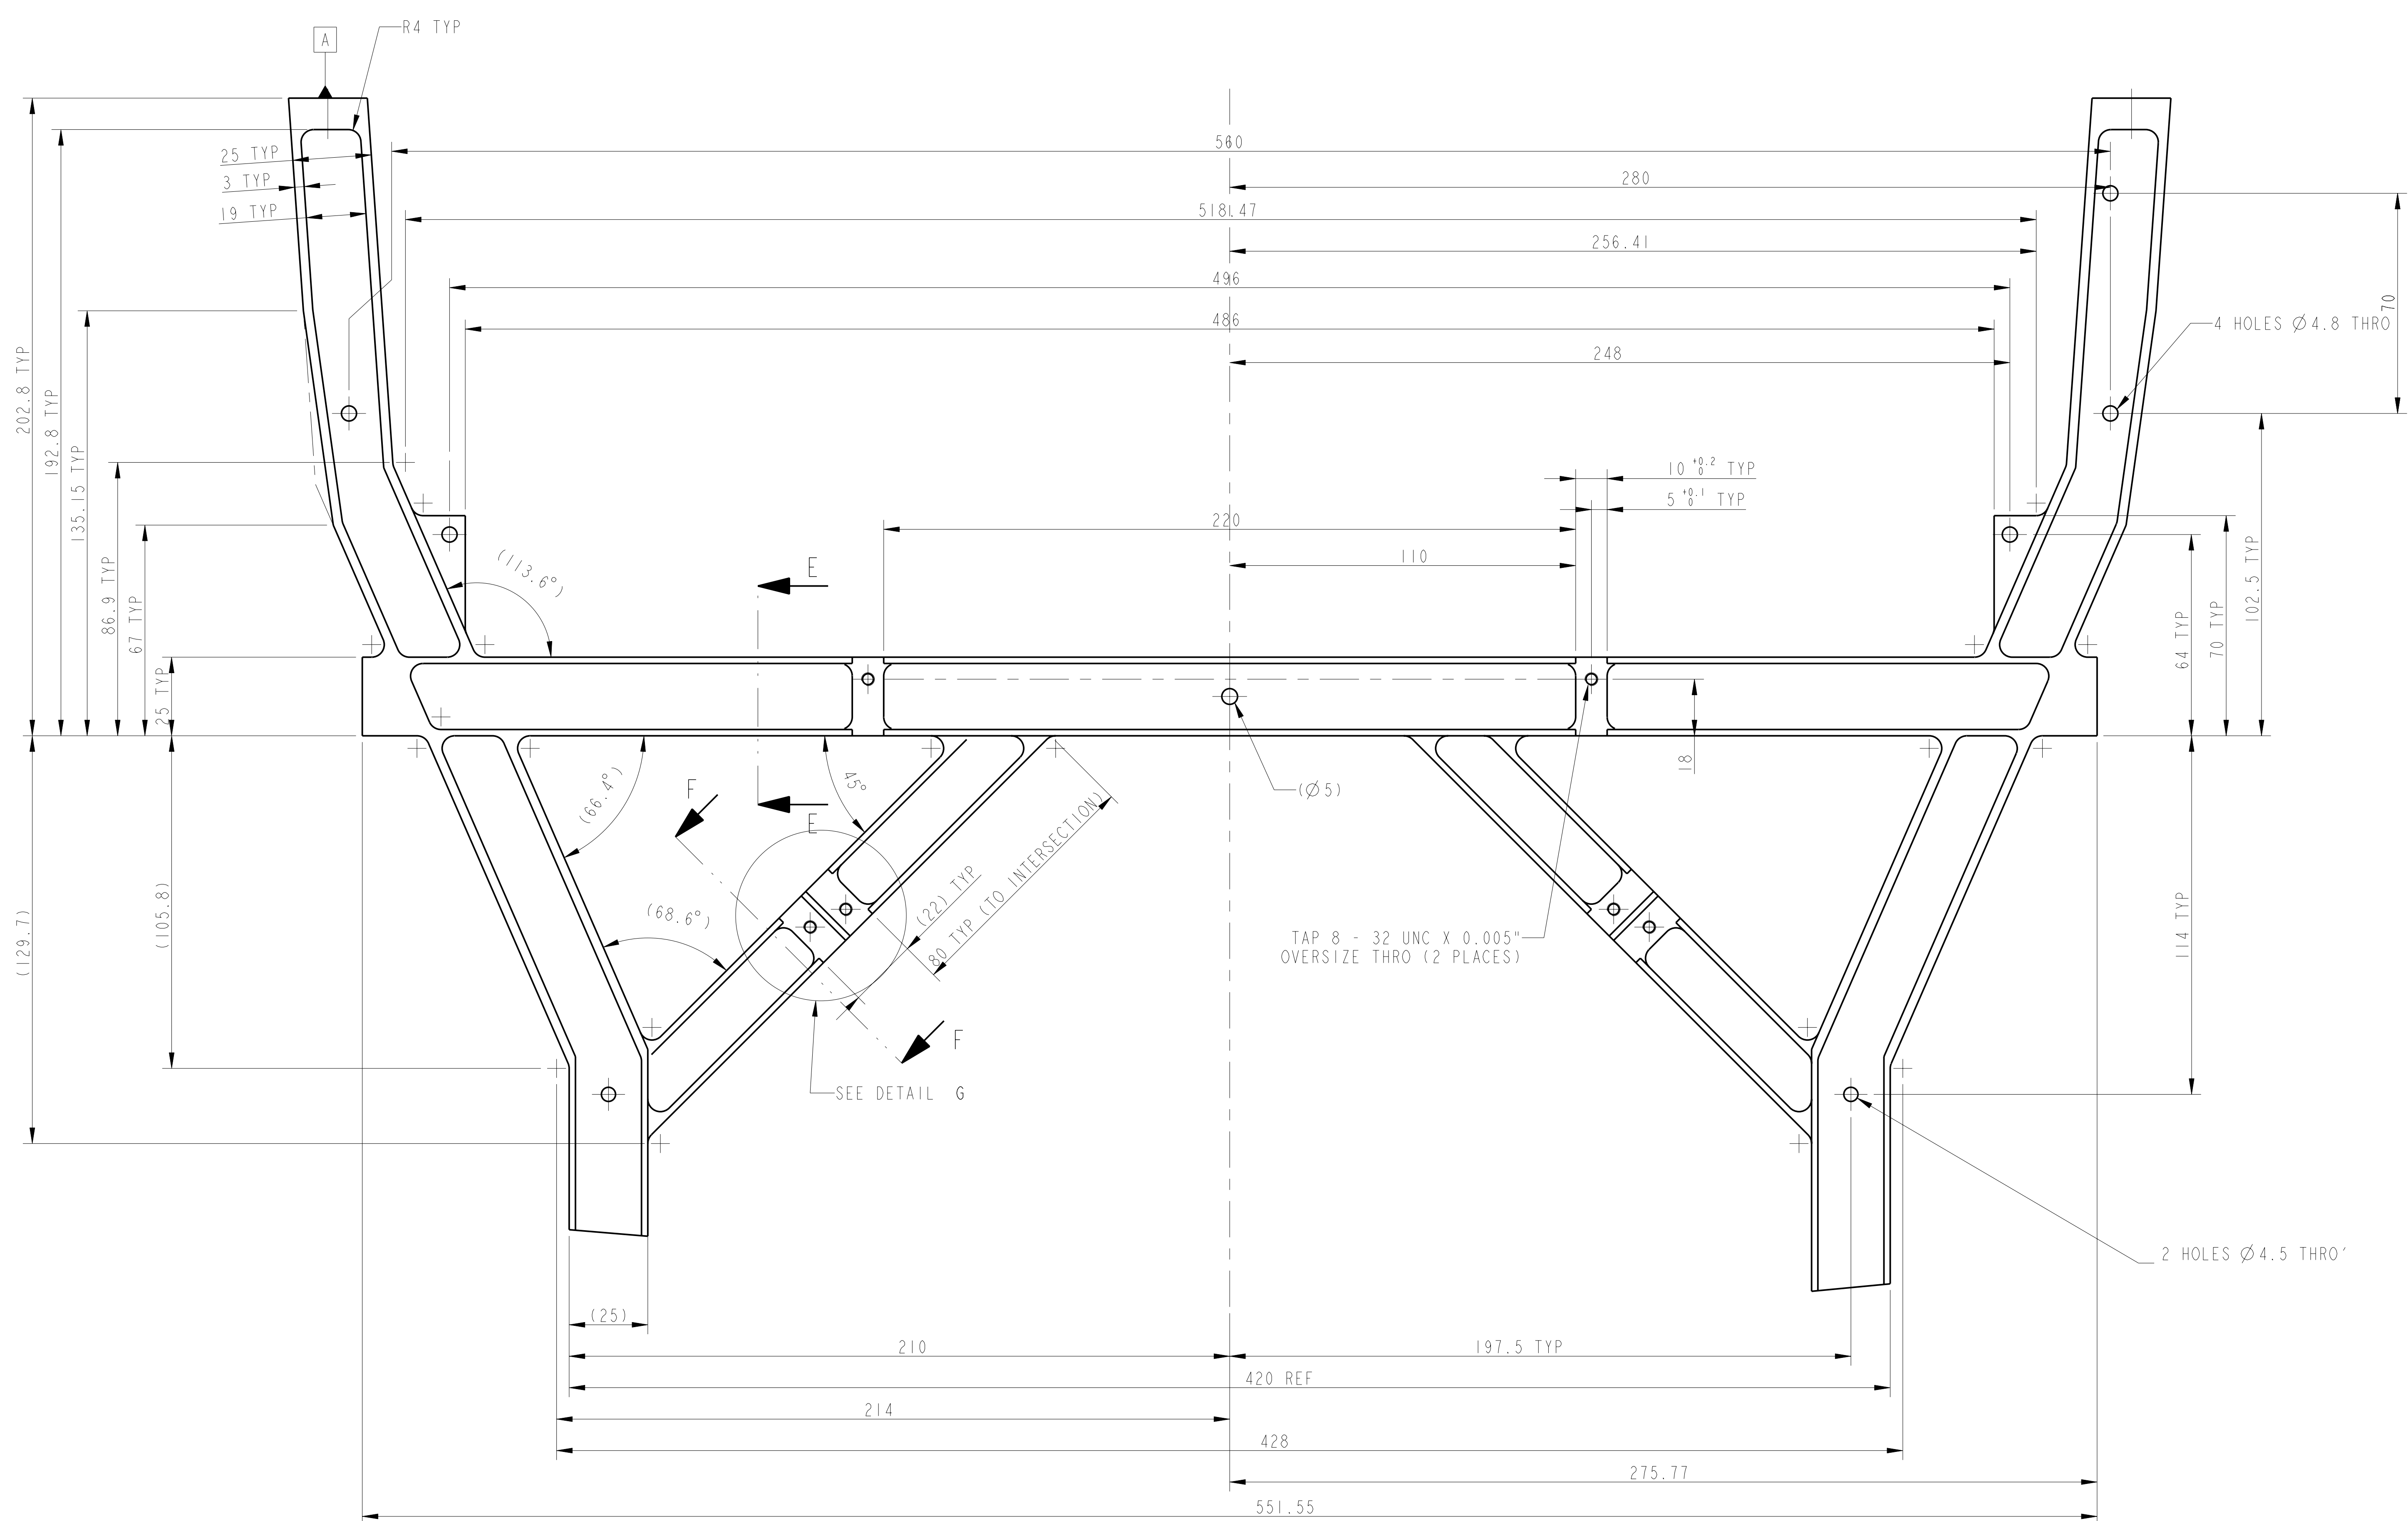 A
R4 TYP
560
25 TYP
3 TYP
280
19 TYP
518.47
256.41
496
70
486
4 HOLES Ø4.8 THRO
248
202.8 TYP
192.8 TYP
135.15 TYP
10 +0.2 0 TYP
5 +0.1 0 TYP
220
110
E
(113.6°)
86.9 TYP
67 TYP
25 TYP
64 TYP
70 TYP
102.5 TYP
18
(Ø5)
(66.4°)
45°
F
E
80 TYP (TO INTERSECTION)
(22) TYP
(68.6°)
(129.7)
(105.8)
114 TYP
TAP 8 - 32 UNC X 0.005"
OVERSIZE THRO (2 PLACES)
F
SEE DETAIL G
2 HOLES Ø4.5 THRO'
(25)
210
197.5 TYP
420 REF
214
428
275.77
551.55